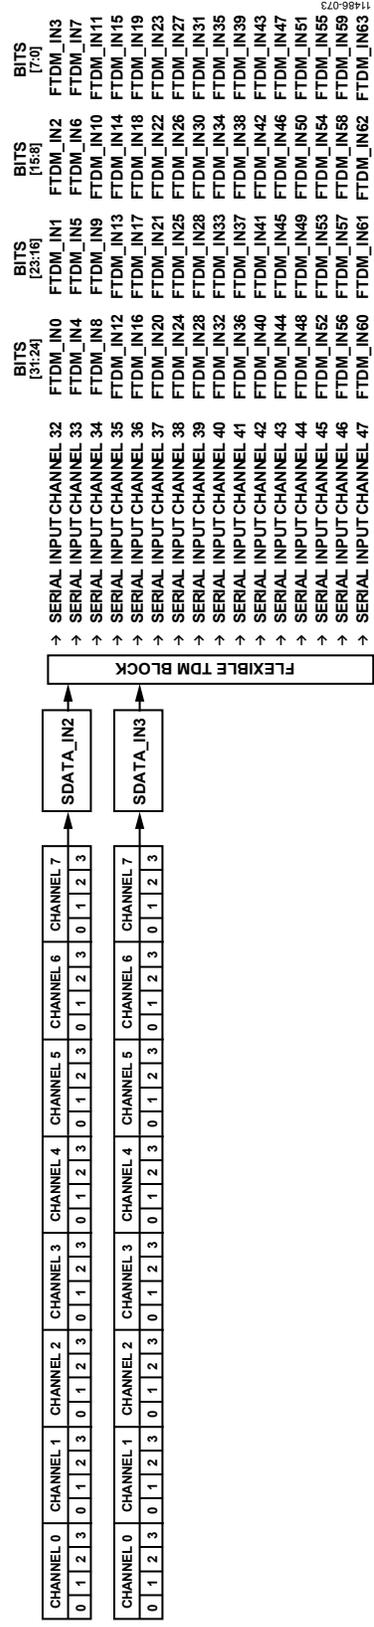 BITS [31:24] BITS [23:16] BITS [15:8] BITS [7:0]
CHANNEL 0 CHANNEL 1 CHANNEL 2 CHANNEL 3 CHANNEL 4 CHANNEL 5 CHANNEL 6 CHANNEL 7
0 1 2 3 0 1 2 3 0 1 2 3 0 1 2 3 0 1 2 3 0 1 2 3 0 1 2 3 0 1 2 3
SDATA_IN2
CHANNEL 0 CHANNEL 1 CHANNEL 2 CHANNEL 3 CHANNEL 4 CHANNEL 5 CHANNEL 6 CHANNEL 7
0 1 2 3 0 1 2 3 0 1 2 3 0 1 2 3 0 1 2 3 0 1 2 3 0 1 2 3 0 1 2 3
SDATA_IN3
FLEXIBLE TDM BLOCK
→ SERIAL INPUT CHANNEL 32 FTDM_IN0 FTDM_IN1 FTDM_IN2 FTDM_IN3
→ SERIAL INPUT CHANNEL 33 FTDM_IN4 FTDM_IN5 FTDM_IN6 FTDM_IN7
→ SERIAL INPUT CHANNEL 34 FTDM_IN8 FTDM_IN9 FTDM_IN10 FTDM_IN11
→ SERIAL INPUT CHANNEL 35 FTDM_IN12 FTDM_IN13 FTDM_IN14 FTDM_IN15
→ SERIAL INPUT CHANNEL 36 FTDM_IN16 FTDM_IN17 FTDM_IN18 FTDM_IN19
→ SERIAL INPUT CHANNEL 37 FTDM_IN20 FTDM_IN21 FTDM_IN22 FTDM_IN23
→ SERIAL INPUT CHANNEL 38 FTDM_IN24 FTDM_IN25 FTDM_IN26 FTDM_IN27
→ SERIAL INPUT CHANNEL 39 FTDM_IN28 FTDM_IN28 FTDM_IN30 FTDM_IN31
→ SERIAL INPUT CHANNEL 40 FTDM_IN32 FTDM_IN33 FTDM_IN34 FTDM_IN35
→ SERIAL INPUT CHANNEL 41 FTDM_IN36 FTDM_IN37 FTDM_IN38 FTDM_IN39
→ SERIAL INPUT CHANNEL 42 FTDM_IN40 FTDM_IN41 FTDM_IN42 FTDM_IN43
→ SERIAL INPUT CHANNEL 43 FTDM_IN44 FTDM_IN45 FTDM_IN46 FTDM_IN47
→ SERIAL INPUT CHANNEL 44 FTDM_IN48 FTDM_IN49 FTDM_IN50 FTDM_IN51
→ SERIAL INPUT CHANNEL 45 FTDM_IN52 FTDM_IN53 FTDM_IN54 FTDM_IN55
→ SERIAL INPUT CHANNEL 46 FTDM_IN56 FTDM_IN57 FTDM_IN58 FTDM_IN59
→ SERIAL INPUT CHANNEL 47 FTDM_IN60 FTDM_IN61 FTDM_IN62 FTDM_IN63
11486-073